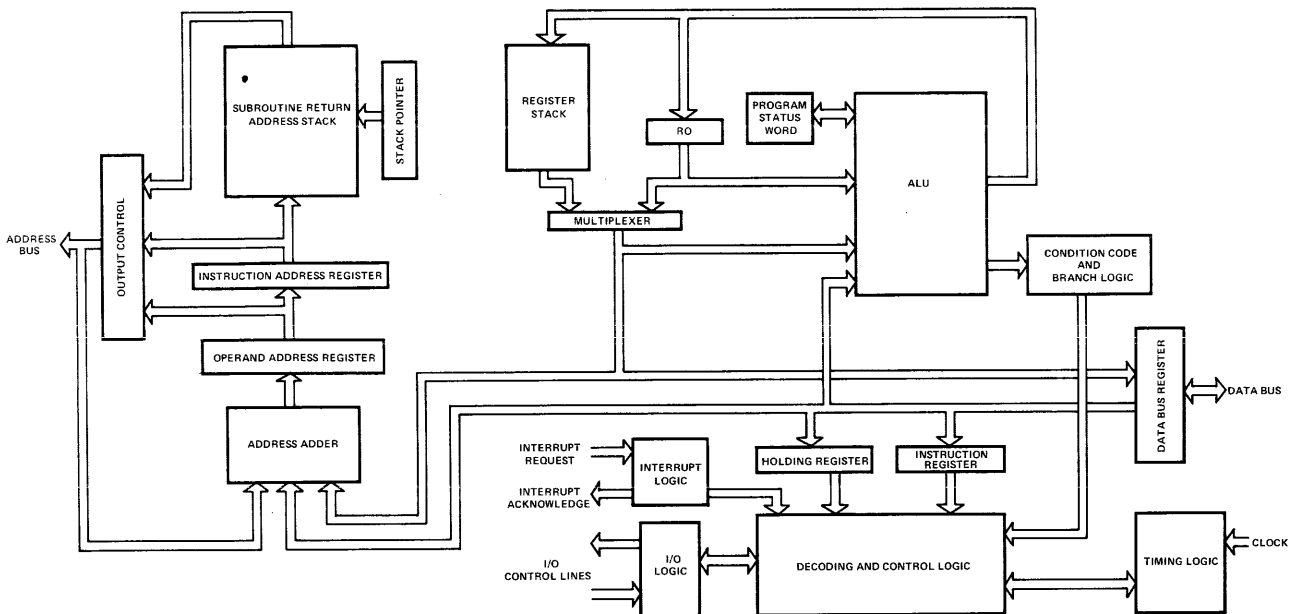 SUBROUTINE RETURN
ADDRESS STACK
STACK POINTER
OUTPUT CONTROL
ADDRESS
BUS
INSTRUCTION ADDRESS REGISTER
OPERAND ADDRESS REGISTER
ADDRESS ADDER
REGISTER
STACK
RO
PROGRAM
STATUS
WORD
ALU
MULTIPLEXER
CONDITION CODE
AND
BRANCH LOGIC
DATA BUS REGISTER
DATA BUS
INTERRUPT
REQUEST
INTERRUPT
ACKNOWLEDGE
INTERRUPT
LOGIC
HOLDING REGISTER
INSTRUCTION
REGISTER
I/O
CONTROL LINES
I/O
LOGIC
DECODING AND CONTROL LOGIC
TIMING LOGIC
CLOCK